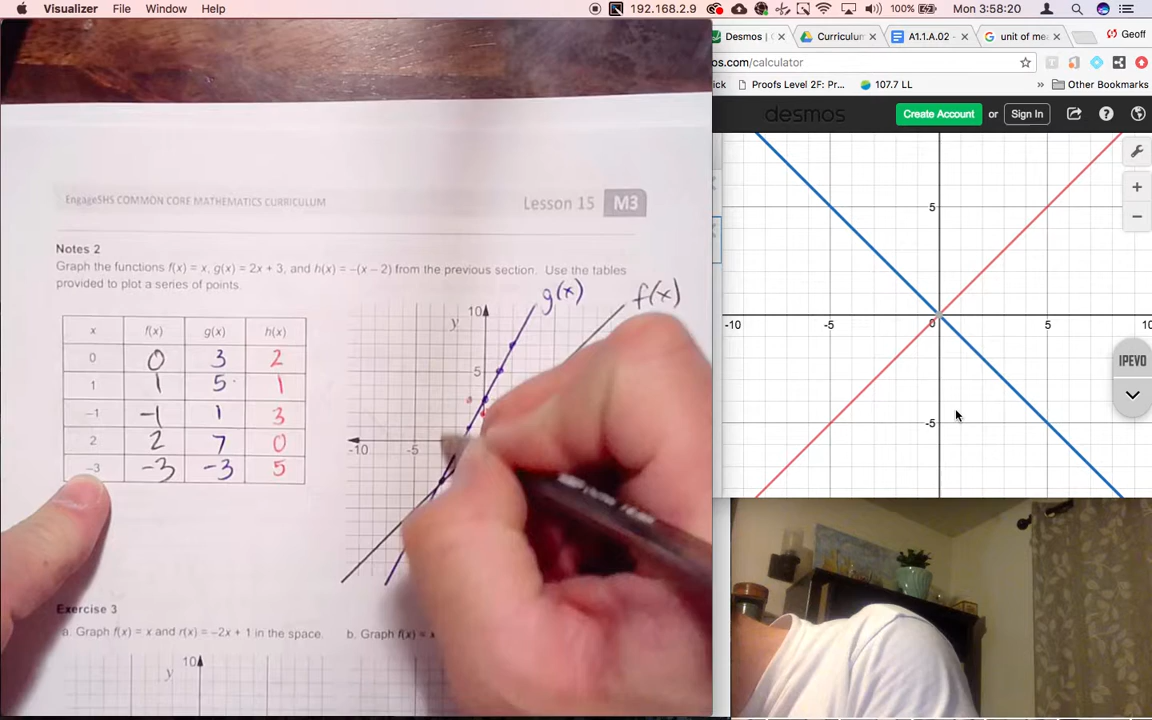 Visualizer File Window Help 192.168.2.9 100% Mon 3:58:20
Desmos | Curriculum A1.1.A.02 - unit of me Geoff
os.com/calculator
ick Proofs Level 2F: Pr... 107.7 LL » Other Bookmarks
desmos Create Account or Sign In
EngageSHS COMMON CORE MATHEMATICS CURRICULUM Lesson 15 M3
Notes 2
Graph the functions f(x) = x, g(x) = 2x + 3, and h(x) = −(x − 2) from the previous section. Use the tables
provided to plot a series of points.
x f(x) g(x) h(x)
0 0 3 2
1 1 5 1
−1 −1 1 3
2 2 7 0
−3 −3 −3 5
g(x) f(x)
10
y
5
-10 -5
Exercise 3
a. Graph f(x) = x and r(x) = −2x + 1 in the space. b. Graph f(x) = x
10
y
5
-10 -5 0 5 10
-5
IPEVO